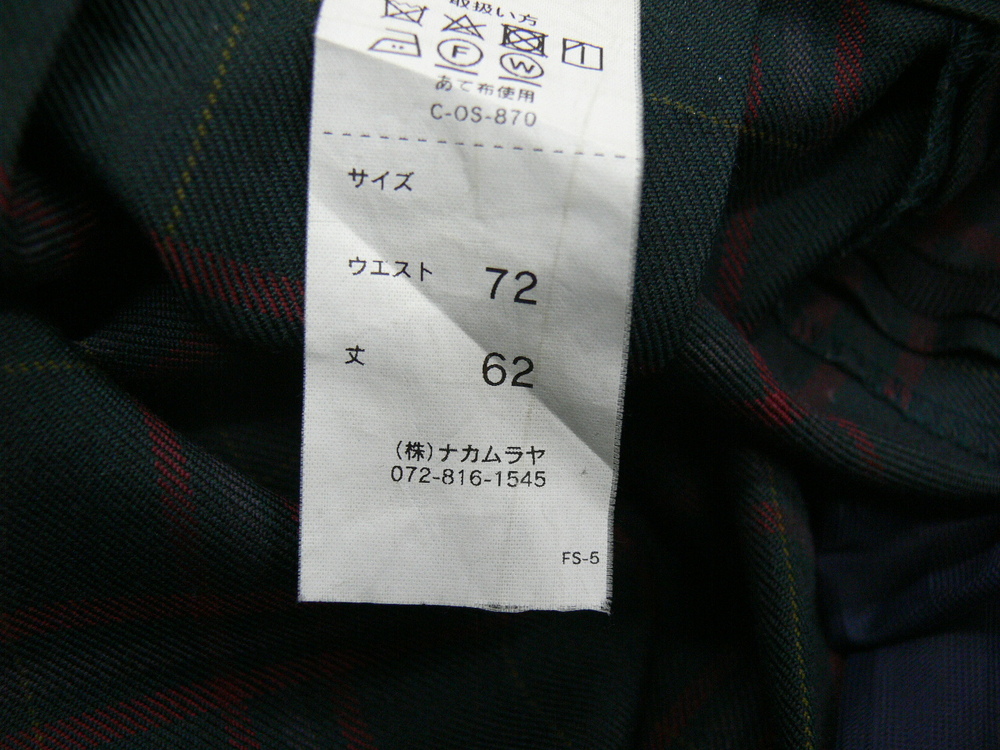 取扱い方
F W
あて布使用
C-OS-870
サイズ
ウエスト 72
丈 62
(株)ナカムラヤ
072-816-1545
FS-5